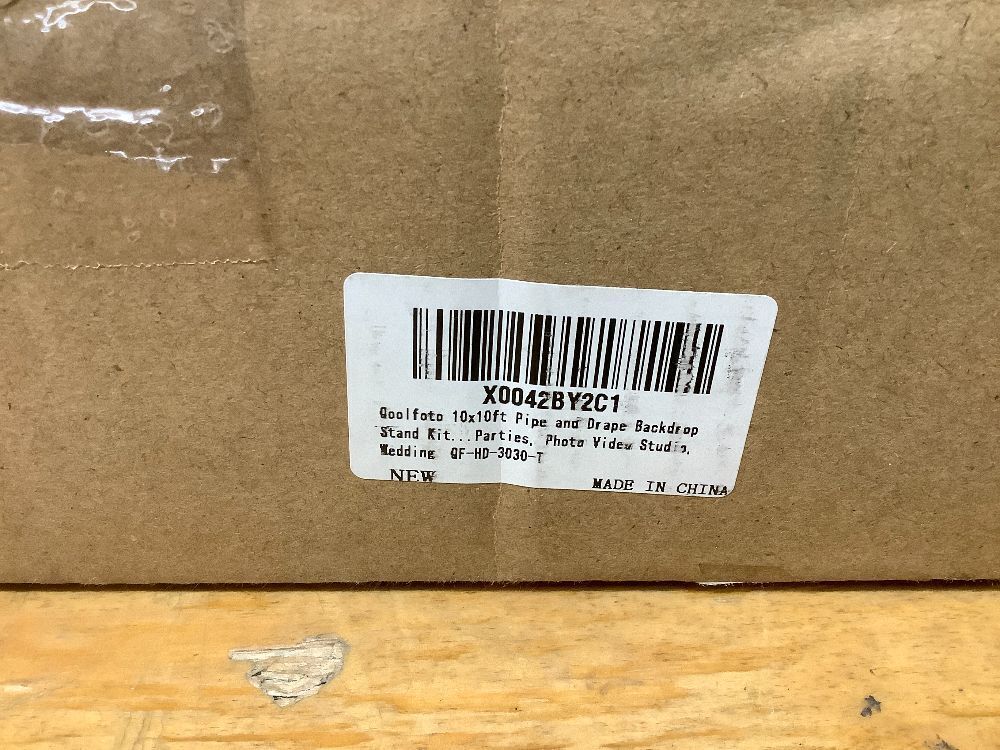 X0042BY2C1
Qoolfoto 10x10ft Pipe and Drape Backdrop
Stand Kit...Parties, Photo Video Studio,
Wedding QF-HD-3030-T
NEW
MADE IN CHINA